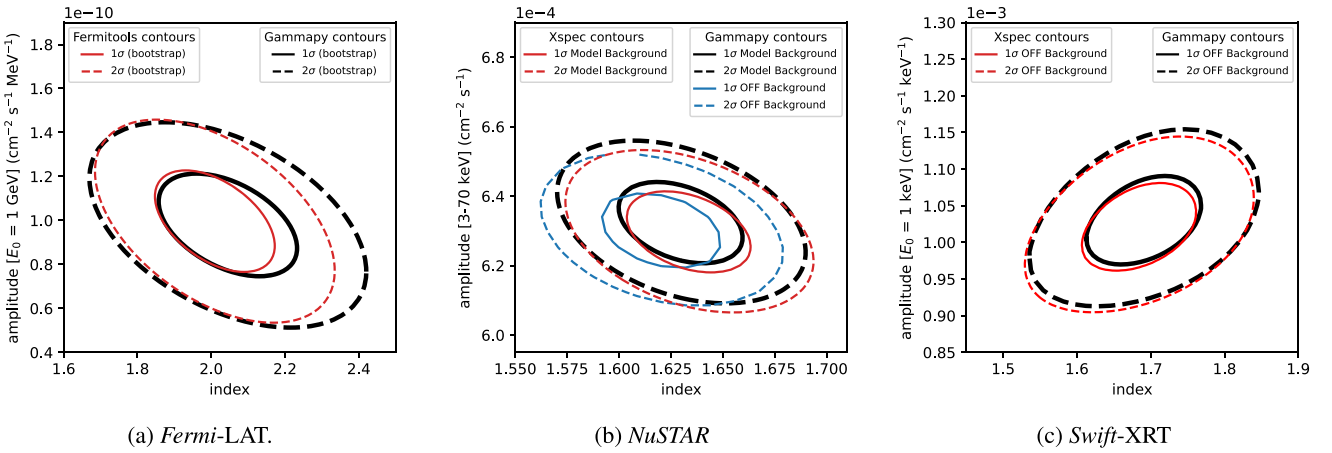 1e−10
Fermitools contours
1σ (bootstrap)
2σ (bootstrap)
Gammapy contours
1σ (bootstrap)
2σ (bootstrap)
amplitude [E₀ = 1 GeV] (cm⁻² s⁻¹ MeV⁻¹)
1.8
1.6
1.4
1.2
1.0
0.8
0.6
0.4
1.6 1.8 2.0 2.2 2.4
index
(a) Fermi-LAT.
1e−4
Xspec contours
1σ Model Background
2σ Model Background
Gammapy contours
1σ Model Background
2σ Model Background
1σ OFF Background
2σ OFF Background
amplitude [3-70 keV] (cm⁻² s⁻¹)
6.8
6.6
6.4
6.2
6.0
1.550 1.575 1.600 1.625 1.650 1.675 1.700
index
(b) NuSTAR
1e−3
Xspec contours
1σ OFF Background
2σ OFF Background
Gammapy contours
1σ OFF Background
2σ OFF Background
amplitude [E₀ = 1 keV] (cm⁻² s⁻¹ keV⁻¹)
1.30
1.25
1.20
1.15
1.10
1.05
1.00
0.95
0.90
0.85
1.5 1.6 1.7 1.8 1.9
index
(c) Swift-XRT